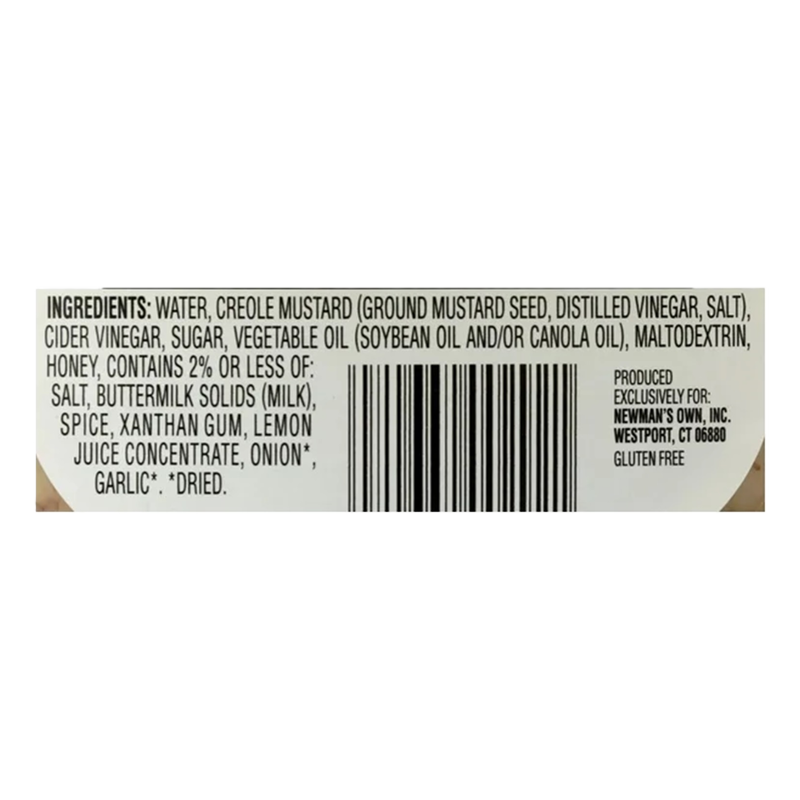 INGREDIENTS: WATER, CREOLE MUSTARD (GROUND MUSTARD SEED, DISTILLED VINEGAR, SALT),
CIDER VINEGAR, SUGAR, VEGETABLE OIL (SOYBEAN OIL AND/OR CANOLA OIL), MALTODEXTRIN,
HONEY, CONTAINS 2% OR LESS OF:
SALT, BUTTERMILK SOLIDS (MILK),
SPICE, XANTHAN GUM, LEMON
JUICE CONCENTRATE, ONION*,
GARLIC*. *DRIED.
PRODUCED
EXCLUSIVELY FOR:
NEWMAN'S OWN, INC.
WESTPORT, CT 06880
GLUTEN FREE